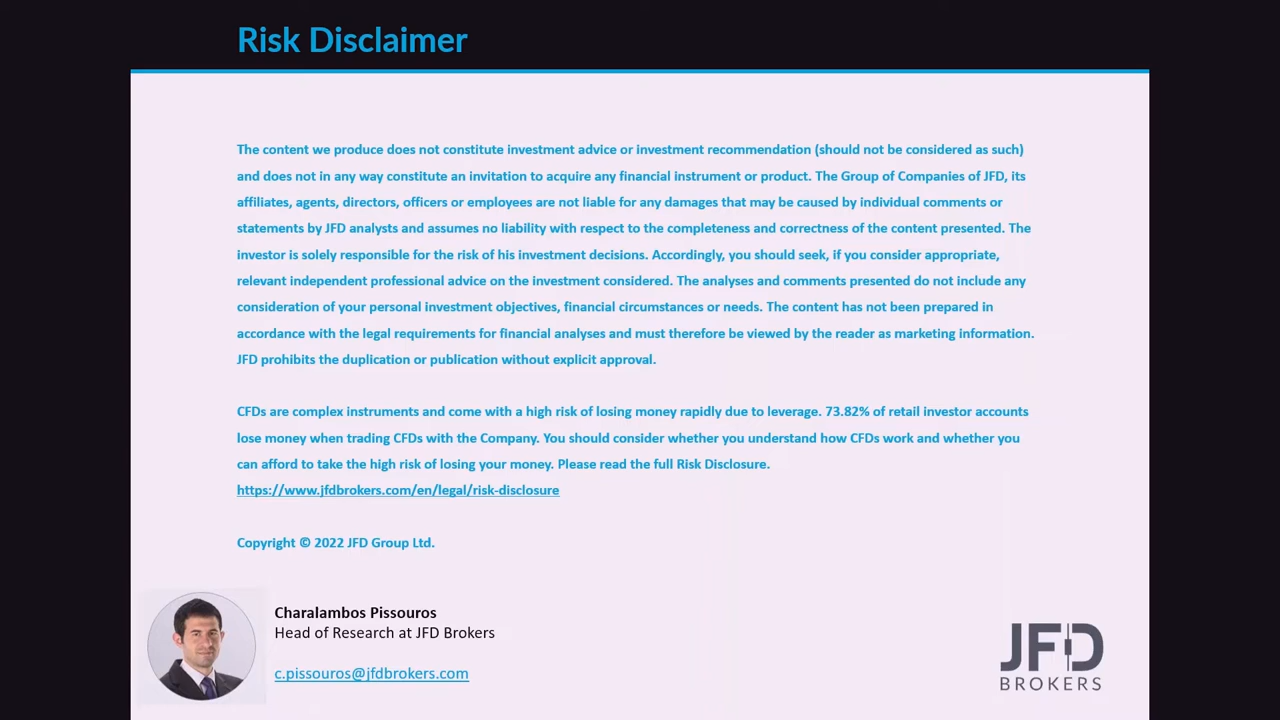 Risk Disclaimer
The content we produce does not constitute investment advice or investment recommendation (should not be considered as such)
and does not in any way constitute an invitation to acquire any financial instrument or product. The Group of Companies of JFD, its
affiliates, agents, directors, officers or employees are not liable for any damages that may be caused by individual comments or
statements by JFD analysts and assumes no liability with respect to the completeness and correctness of the content presented. The
investor is solely responsible for the risk of his investment decisions. Accordingly, you should seek, if you consider appropriate,
relevant independent professional advice on the investment considered. The analyses and comments presented do not include any
consideration of your personal investment objectives, financial circumstances or needs. The content has not been prepared in
accordance with the legal requirements for financial analyses and must therefore be viewed by the reader as marketing information.
JFD prohibits the duplication or publication without explicit approval.
CFDs are complex instruments and come with a high risk of losing money rapidly due to leverage. 73.82% of retail investor accounts
lose money when trading CFDs with the Company. You should consider whether you understand how CFDs work and whether you
can afford to take the high risk of losing your money. Please read the full Risk Disclosure.
https://www.jfdbrokers.com/en/legal/risk-disclosure
Copyright © 2022 JFD Group Ltd.
Charalambos Pissouros
Head of Research at JFD Brokers
c.pissouros@jfdbrokers.com
JFD
BROKERS